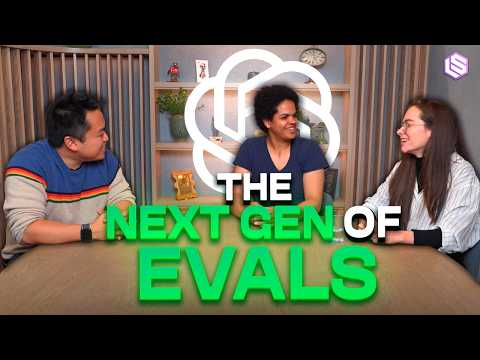 THE
NEXT GEN OF
EVALS